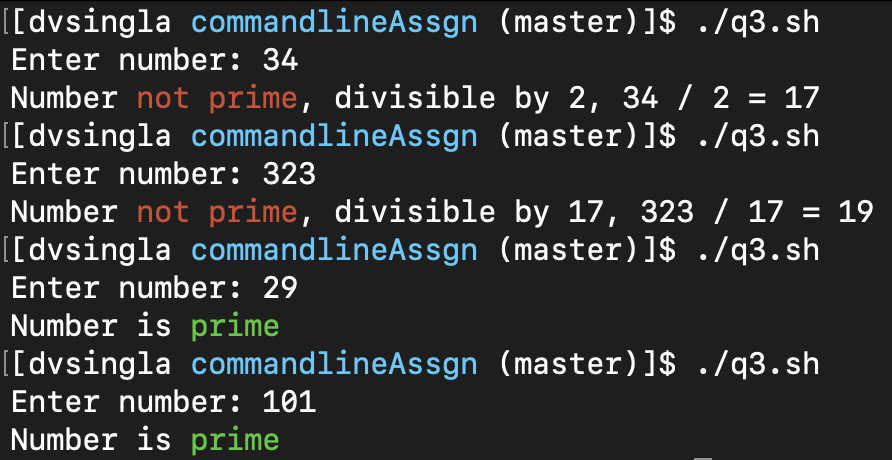 [[dvsingla commandlineAssgn (master)]$ ./q3.sh
Enter number: 34
Number not prime, divisible by 2, 34 / 2 = 17
[[dvsingla commandlineAssgn (master)]$ ./q3.sh
Enter number: 323
Number not prime, divisible by 17, 323 / 17 = 19
[[dvsingla commandlineAssgn (master)]$ ./q3.sh
Enter number: 29
Number is prime
[[dvsingla commandlineAssgn (master)]$ ./q3.sh
Enter number: 101
Number is prime